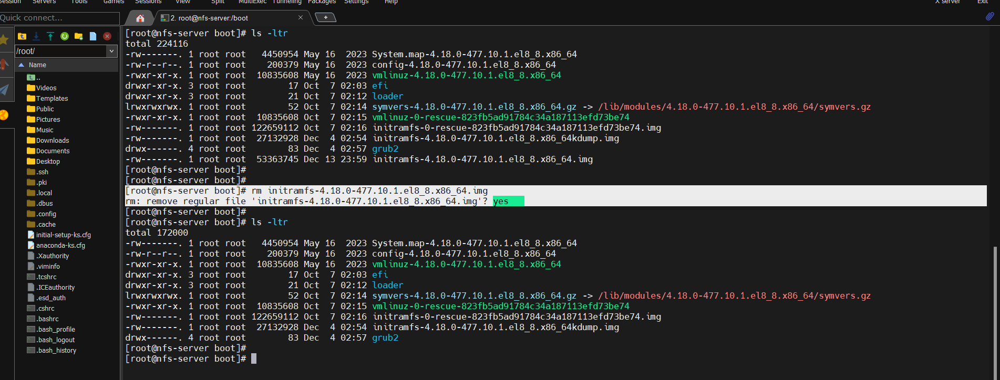 Session Servers Tools Games Sessions View Split MultiExec Tunneling Packages Settings Help X server Exit
Quick connect...
2. root@nfs-server:/boot
/root/
Name
..
Videos
Templates
Public
Pictures
Music
Downloads
Documents
Desktop
.ssh
.pki
.local
.dbus
.config
.cache
initial-setup-ks.cfg
anaconda-ks.cfg
.Xauthority
.viminfo
.tcshrc
.ICEauthority
.esd_auth
.cshrc
.bashrc
.bash_profile
.bash_logout
.bash_history
[root@nfs-server boot]# ls -ltr
total 224116
-rw-------. 1 root root   4450954 May 16  2023 System.map-4.18.0-477.10.1.el8_8.x86_64
-rw-r--r--. 1 root root    200379 May 16  2023 config-4.18.0-477.10.1.el8_8.x86_64
-rwxr-xr-x. 1 root root  10835608 May 16  2023 vmlinuz-4.18.0-477.10.1.el8_8.x86_64
drwxr-xr-x. 3 root root        17 Oct  7 02:03 efi
drwxr-xr-x. 3 root root        21 Oct  7 02:12 loader
lrwxrwxrwx. 1 root root        52 Oct  7 02:14 symvers-4.18.0-477.10.1.el8_8.x86_64.gz -> /lib/modules/4.18.0-477.10.1.el8_8.x86_64/symvers.gz
-rwxr-xr-x. 1 root root  10835608 Oct  7 02:15 vmlinuz-0-rescue-823fb5ad91784c34a187113efd73be74
-rw-------. 1 root root 122659112 Oct  7 02:16 initramfs-0-rescue-823fb5ad91784c34a187113efd73be74.img
-rw-------. 1 root root  27132928 Dec  4 02:54 initramfs-4.18.0-477.10.1.el8_8.x86_64kdump.img
drwx------. 4 root root        83 Dec  4 02:57 grub2
-rw-------. 1 root root  53363745 Dec 13 23:59 initramfs-4.18.0-477.10.1.el8_8.x86_64.img
[root@nfs-server boot]#
[root@nfs-server boot]#
[root@nfs-server boot]# rm initramfs-4.18.0-477.10.1.el8_8.x86_64.img
rm: remove regular file 'initramfs-4.18.0-477.10.1.el8_8.x86_64.img'? yes
[root@nfs-server boot]#
[root@nfs-server boot]# ls -ltr
total 172000
-rw-------. 1 root root   4450954 May 16  2023 System.map-4.18.0-477.10.1.el8_8.x86_64
-rw-r--r--. 1 root root    200379 May 16  2023 config-4.18.0-477.10.1.el8_8.x86_64
-rwxr-xr-x. 1 root root  10835608 May 16  2023 vmlinuz-4.18.0-477.10.1.el8_8.x86_64
drwxr-xr-x. 3 root root        17 Oct  7 02:03 efi
drwxr-xr-x. 3 root root        21 Oct  7 02:12 loader
lrwxrwxrwx. 1 root root        52 Oct  7 02:14 symvers-4.18.0-477.10.1.el8_8.x86_64.gz -> /lib/modules/4.18.0-477.10.1.el8_8.x86_64/symvers.gz
-rwxr-xr-x. 1 root root  10835608 Oct  7 02:15 vmlinuz-0-rescue-823fb5ad91784c34a187113efd73be74
-rw-------. 1 root root 122659112 Oct  7 02:16 initramfs-0-rescue-823fb5ad91784c34a187113efd73be74.img
-rw-------. 1 root root  27132928 Dec  4 02:54 initramfs-4.18.0-477.10.1.el8_8.x86_64kdump.img
drwx------. 4 root root        83 Dec  4 02:57 grub2
[root@nfs-server boot]#
[root@nfs-server boot]#